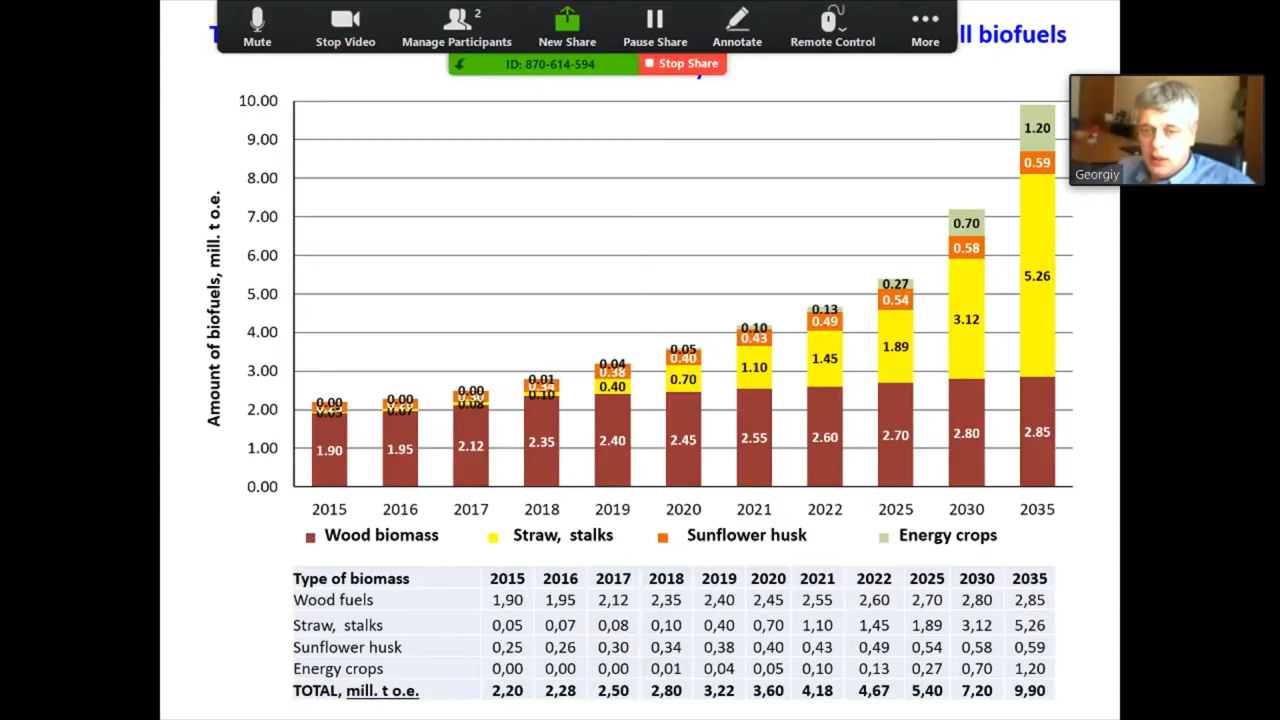 Mute
Stop Video
Manage Participants
2
New Share
Pause Share
Annotate
Remote Control
More
ll biofuels
ID: 870-614-594
Stop Share
Georgiy
Amount of biofuels, mill. t o.e.
10.00
9.00
8.00
7.00
6.00
5.00
4.00
3.00
2.00
1.00
0.00
0.00
1.90
0.00
0.07
1.95
0.00
0.30
0.08
2.12
0.01
0.34
0.10
2.35
0.04
0.38
0.40
2.40
0.05
0.40
0.70
2.45
0.10
0.43
1.10
2.55
0.13
0.49
1.45
2.60
0.27
0.54
1.89
2.70
0.70
0.58
3.12
2.80
1.20
0.59
5.26
2.85
2015 2016 2017 2018 2019 2020 2021 2022 2025 2030 2035
Wood biomass Straw, stalks Sunflower husk Energy crops
Type of biomass 2015 2016 2017 2018 2019 2020 2021 2022 2025 2030 2035
Wood fuels 1,90 1,95 2,12 2,35 2,40 2,45 2,55 2,60 2,70 2,80 2,85
Straw, stalks 0,05 0,07 0,08 0,10 0,40 0,70 1,10 1,45 1,89 3,12 5,26
Sunflower husk 0,25 0,26 0,30 0,34 0,38 0,40 0,43 0,49 0,54 0,58 0,59
Energy crops 0,00 0,00 0,00 0,01 0,04 0,05 0,10 0,13 0,27 0,70 1,20
TOTAL, mill. t o.e. 2,20 2,28 2,50 2,80 3,22 3,60 4,18 4,67 5,40 7,20 9,90